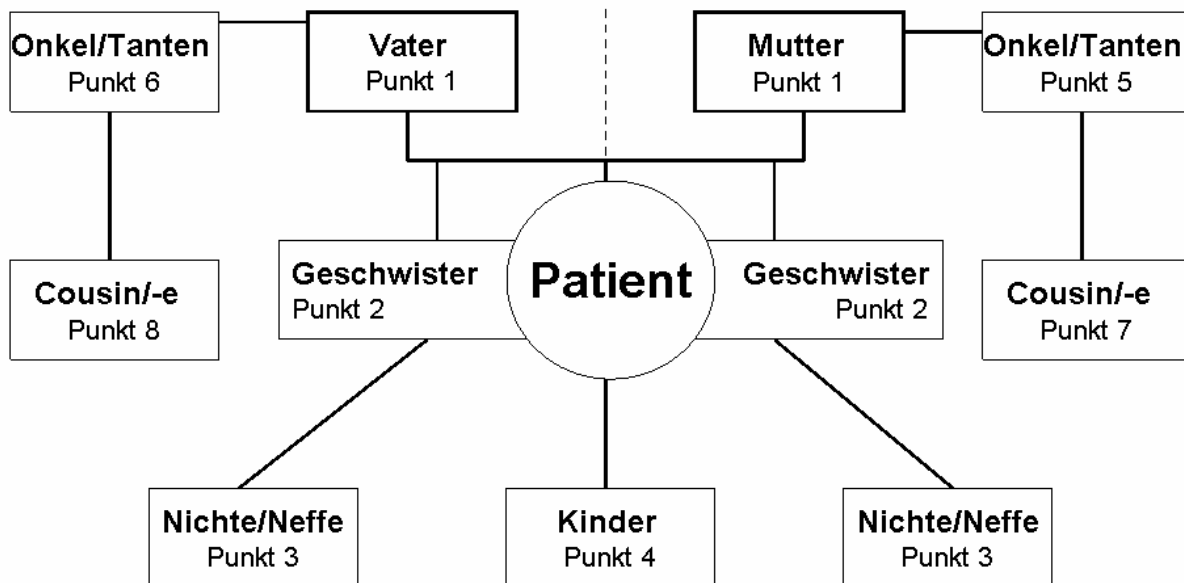 Onkel/Tanten
Punkt 6
Vater
Punkt 1
Mutter
Punkt 1
Onkel/Tanten
Punkt 5
Geschwister
Punkt 2
Patient
Geschwister
Punkt 2
Cousin/-e
Punkt 8
Cousin/-e
Punkt 7
Nichte/Neffe
Punkt 3
Kinder
Punkt 4
Nichte/Neffe
Punkt 3